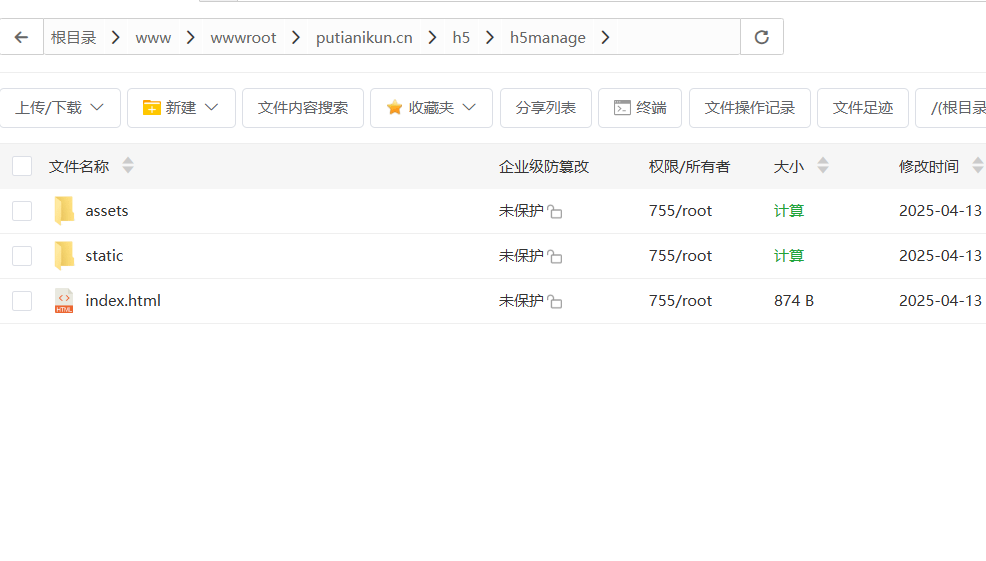 根目录 www wwwroot putianikun.cn h5 h5manage
上传/下载 新建 文件内容搜索 收藏夹 分享列表 终端 文件操作记录 文件足迹 /(根目录
文件名称 企业级防篡改 权限/所有者 大小 修改时间
assets 未保护 755/root 计算 2025-04-13
static 未保护 755/root 计算 2025-04-13
HTML index.html 未保护 755/root 874 B 2025-04-13